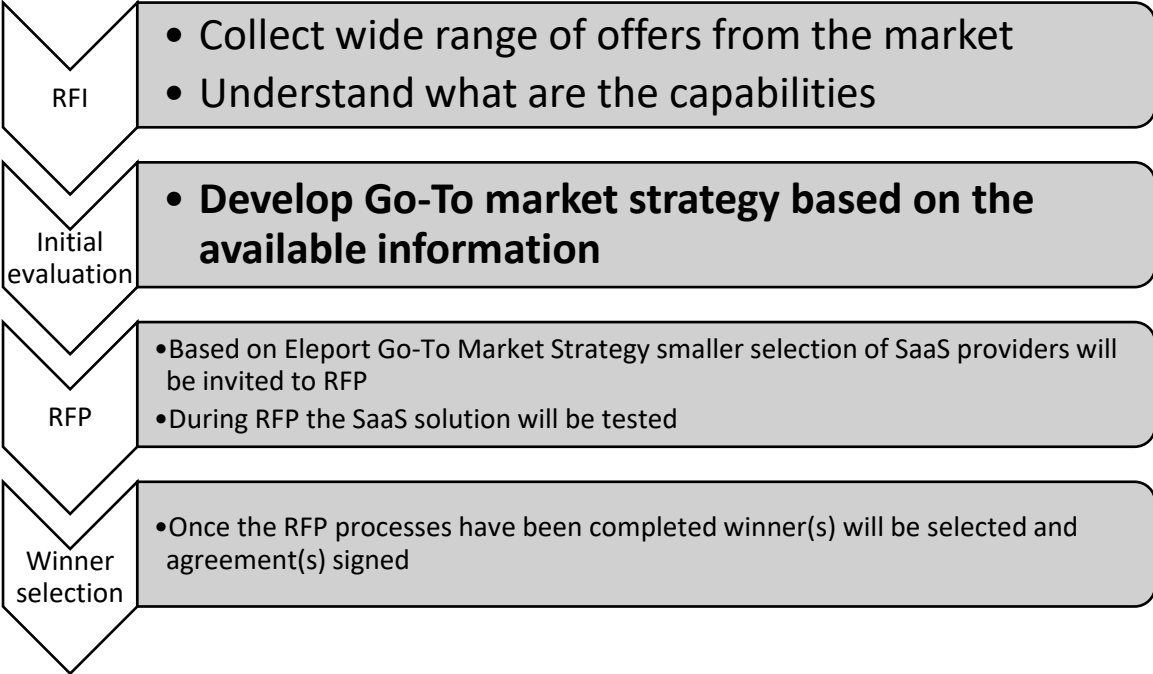 RFI
• Collect wide range of offers from the market
• Understand what are the capabilities
Initial
evaluation
• Develop Go-To market strategy based on the
available information
RFP
•Based on Eleport Go-To Market Strategy smaller selection of SaaS providers will
be invited to RFP
•During RFP the SaaS solution will be tested
Winner
selection
•Once the RFP processes have been completed winner(s) will be selected and
agreement(s) signed